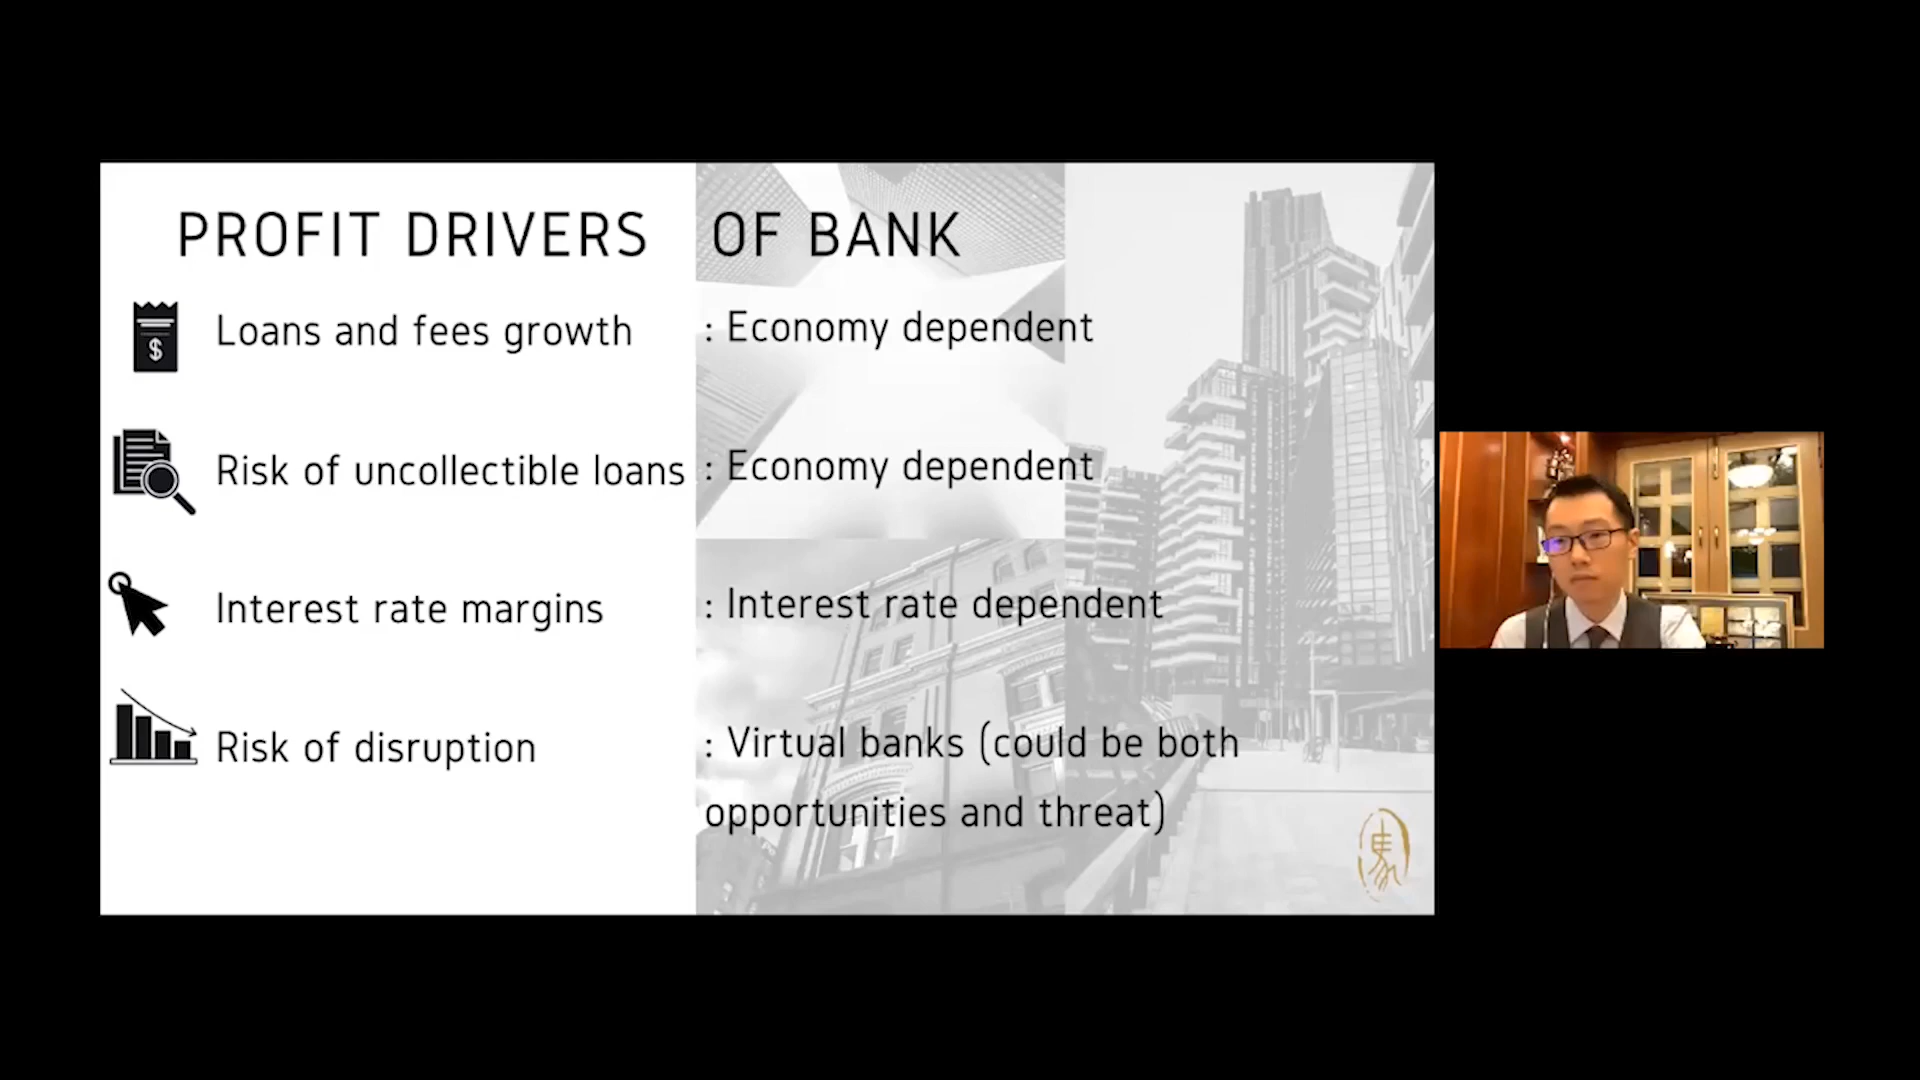 PROFIT DRIVERS OF BANK
$
Loans and fees growth : Economy dependent
Risk of uncollectible loans : Economy dependent
Interest rate margins : Interest rate dependent
Risk of disruption : Virtual banks (could be both
opportunities and threat)